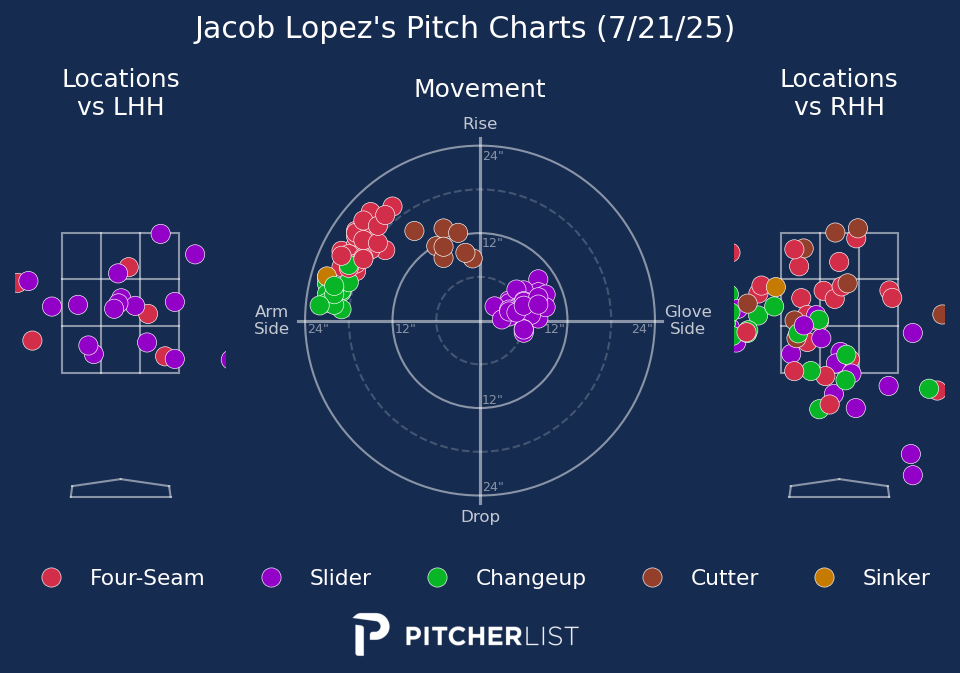 Jacob Lopez's Pitch Charts (7/21/25)
Locations
vs LHH
Movement
Locations
vs RHH
Rise
24"
12"
Arm
Side
24"
12"
12"
24"
Glove
Side
12"
24"
Drop
Four-Seam
Slider
Changeup
Cutter
Sinker
PITCHERLIST